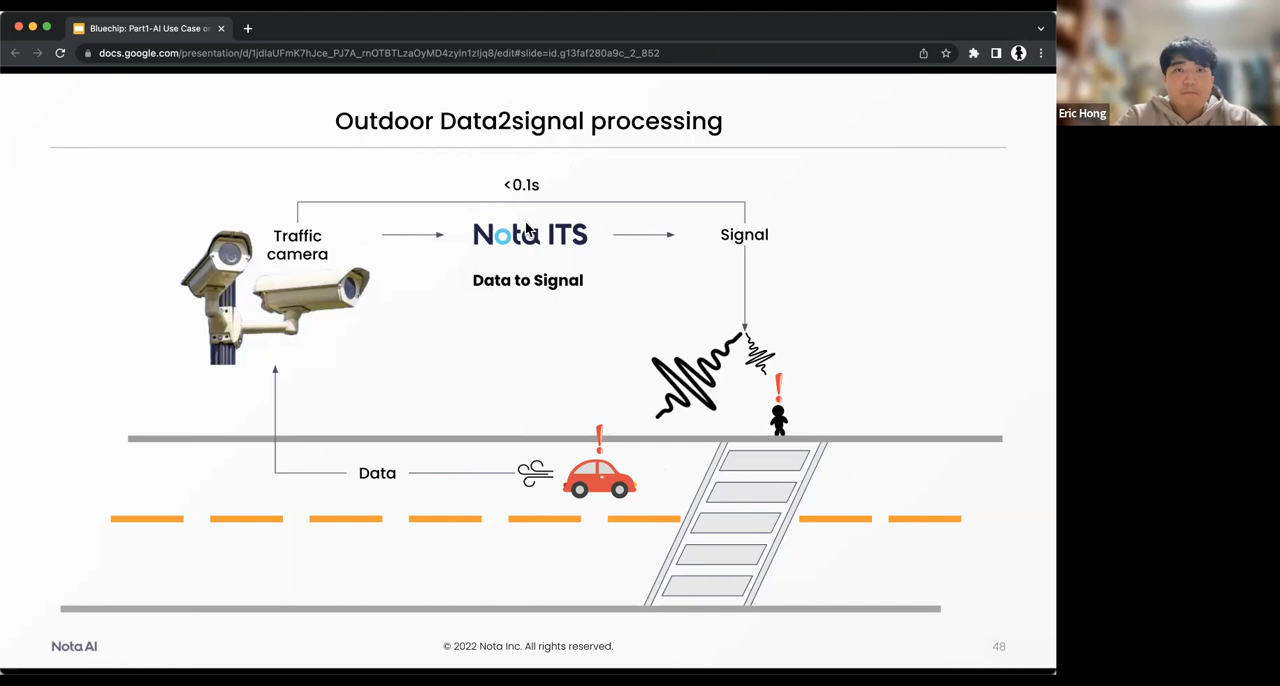 Bluechip: Part1-AI Use Case o
docs.google.com/presentation/d/1jdlaUFmK7hJce_PJ7A_rnOTBTLzaOyMD4zyIn1zIjq8/edit#slide=id.g13faf280a9c_2_852
Eric Hong
Outdoor Data2signal processing
<0.1s
Traffic
camera
Nota ITS
Signal
Data to Signal
!
!
Data
Nota AI
© 2022 Nota Inc. All rights reserved.
48